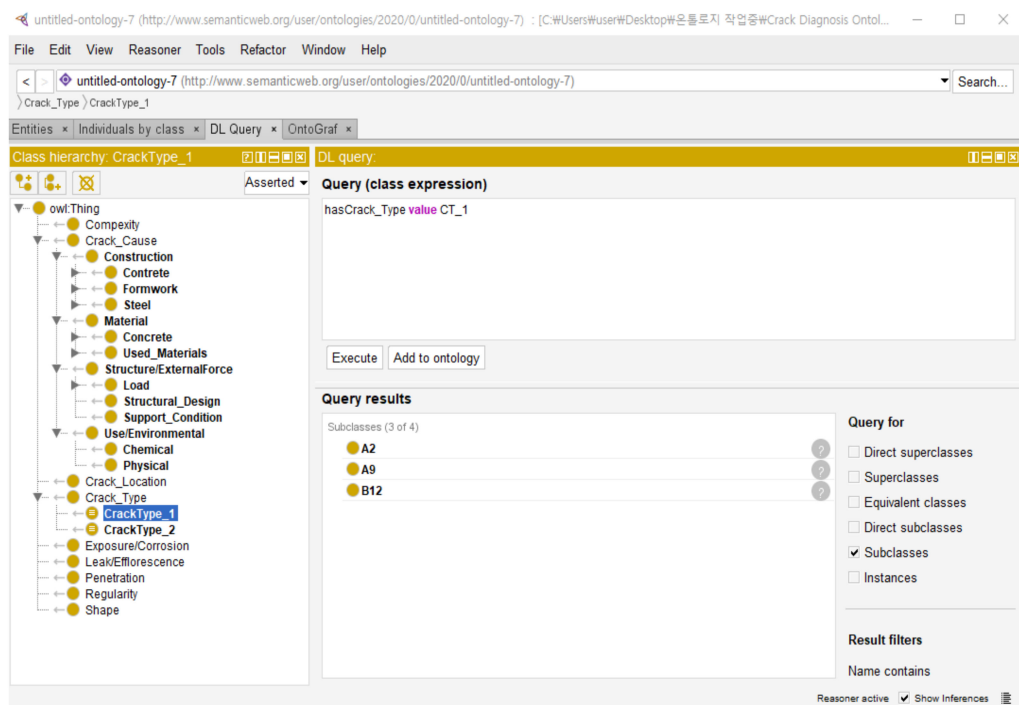 untitled-ontology-7 (http://www.semanticweb.org/user/ontologies/2020/0/untitled-ontology-7) : [C:₩Users₩user₩Desktop₩온톨로지 작업중₩Crack Diagnosis Ontol...
File Edit View Reasoner Tools Refactor Window Help
< > untitled-ontology-7 (http://www.semanticweb.org/user/ontologies/2020/0/untitled-ontology-7) Search...
Crack_Type CrackType_1
Entities × Individuals by class × DL Query × OntoGraf ×
Class hierarchy: CrackType_1
Asserted
owl:Thing
Compexity
Crack_Cause
Construction
Contrete
Formwork
Steel
Material
Concrete
Used_Materials
Structure/ExternalForce
Load
Structural_Design
Support_Condition
Use/Environmental
Chemical
Physical
Crack_Location
Crack_Type
CrackType_1
CrackType_2
Exposure/Corrosion
Leak/Efflorescence
Penetration
Regularity
Shape
DL query:
Query (class expression)
hasCrack_Type value CT_1
Execute Add to ontology
Query results
Subclasses (3 of 4)
A2 ?
A9 ?
B12 ?
Query for
Direct superclasses
Superclasses
Equivalent classes
Direct subclasses
Subclasses
Instances
Result filters
Name contains
Reasoner active Show Inferences